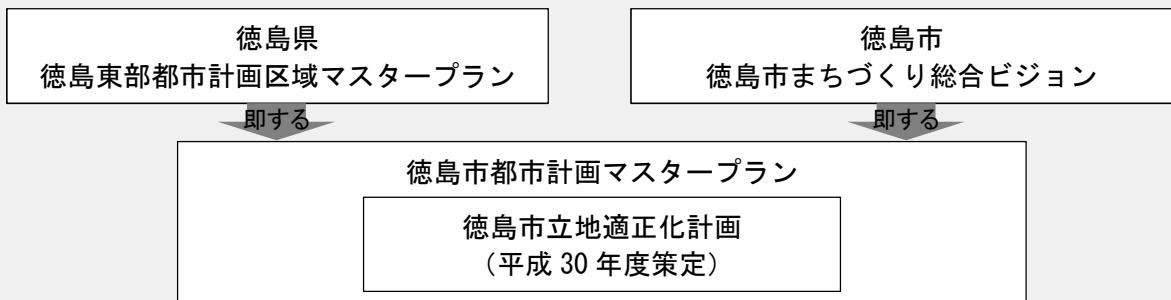 徳島県
徳島東部都市計画区域マスタープラン
徳島市
徳島市まちづくり総合ビジョン
即する
即する
徳島市都市計画マスタープラン
徳島市立地適正化計画
（平成 30 年度策定）